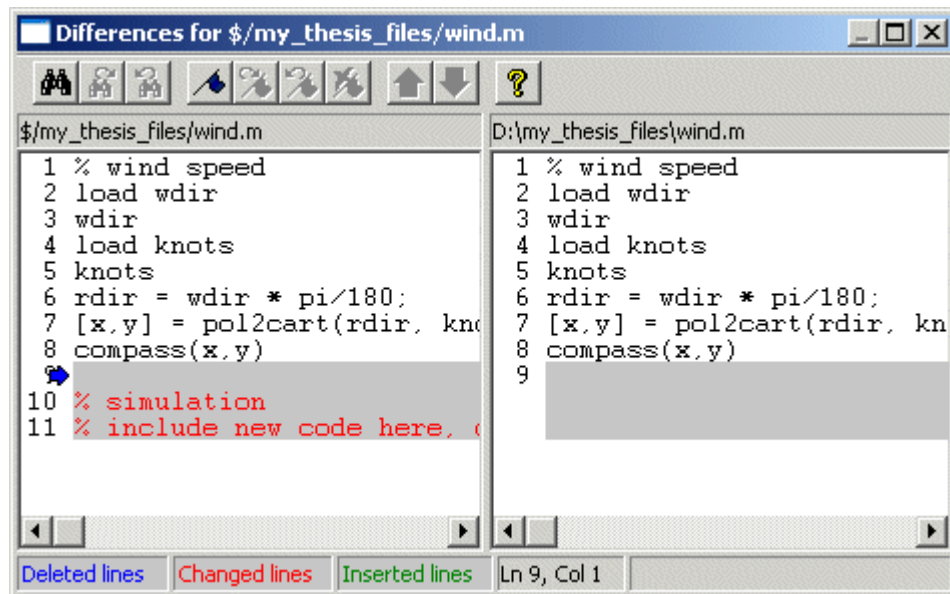 Differences for $/my_thesis_files/wind.m
$/my_thesis_files/wind.m
1 % wind speed
2 load wdir
3 wdir
4 load knots
5 knots
6 rdir = wdir * pi/180;
7 [x,y] = pol2cart(rdir, kno
8 compass(x,y)
9
10 % simulation
11 % include new code here,
D:\my_thesis_files\wind.m
1 % wind speed
2 load wdir
3 wdir
4 load knots
5 knots
6 rdir = wdir * pi/180;
7 [x,y] = pol2cart(rdir, kn
8 compass(x,y)
9
Deleted lines Changed lines Inserted lines Ln 9, Col 1